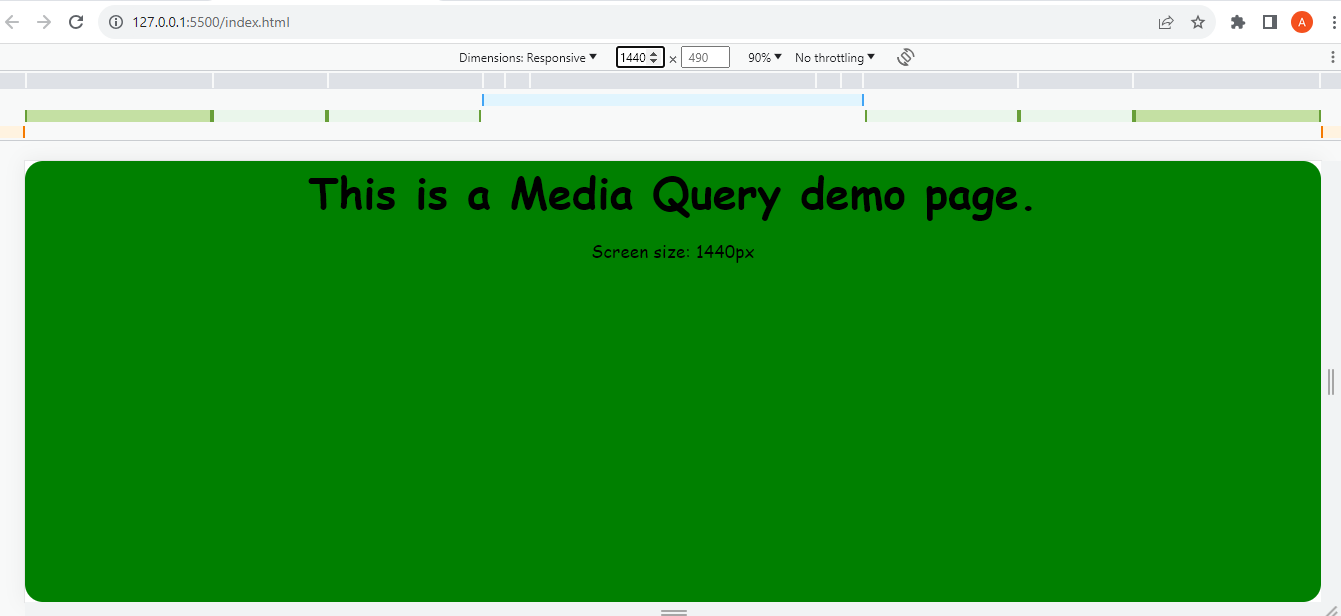 127.0.0.1:5500/index.html
A
Dimensions: Responsive 1440 × 490 90% No throttling
This is a Media Query demo page.
Screen size: 1440px